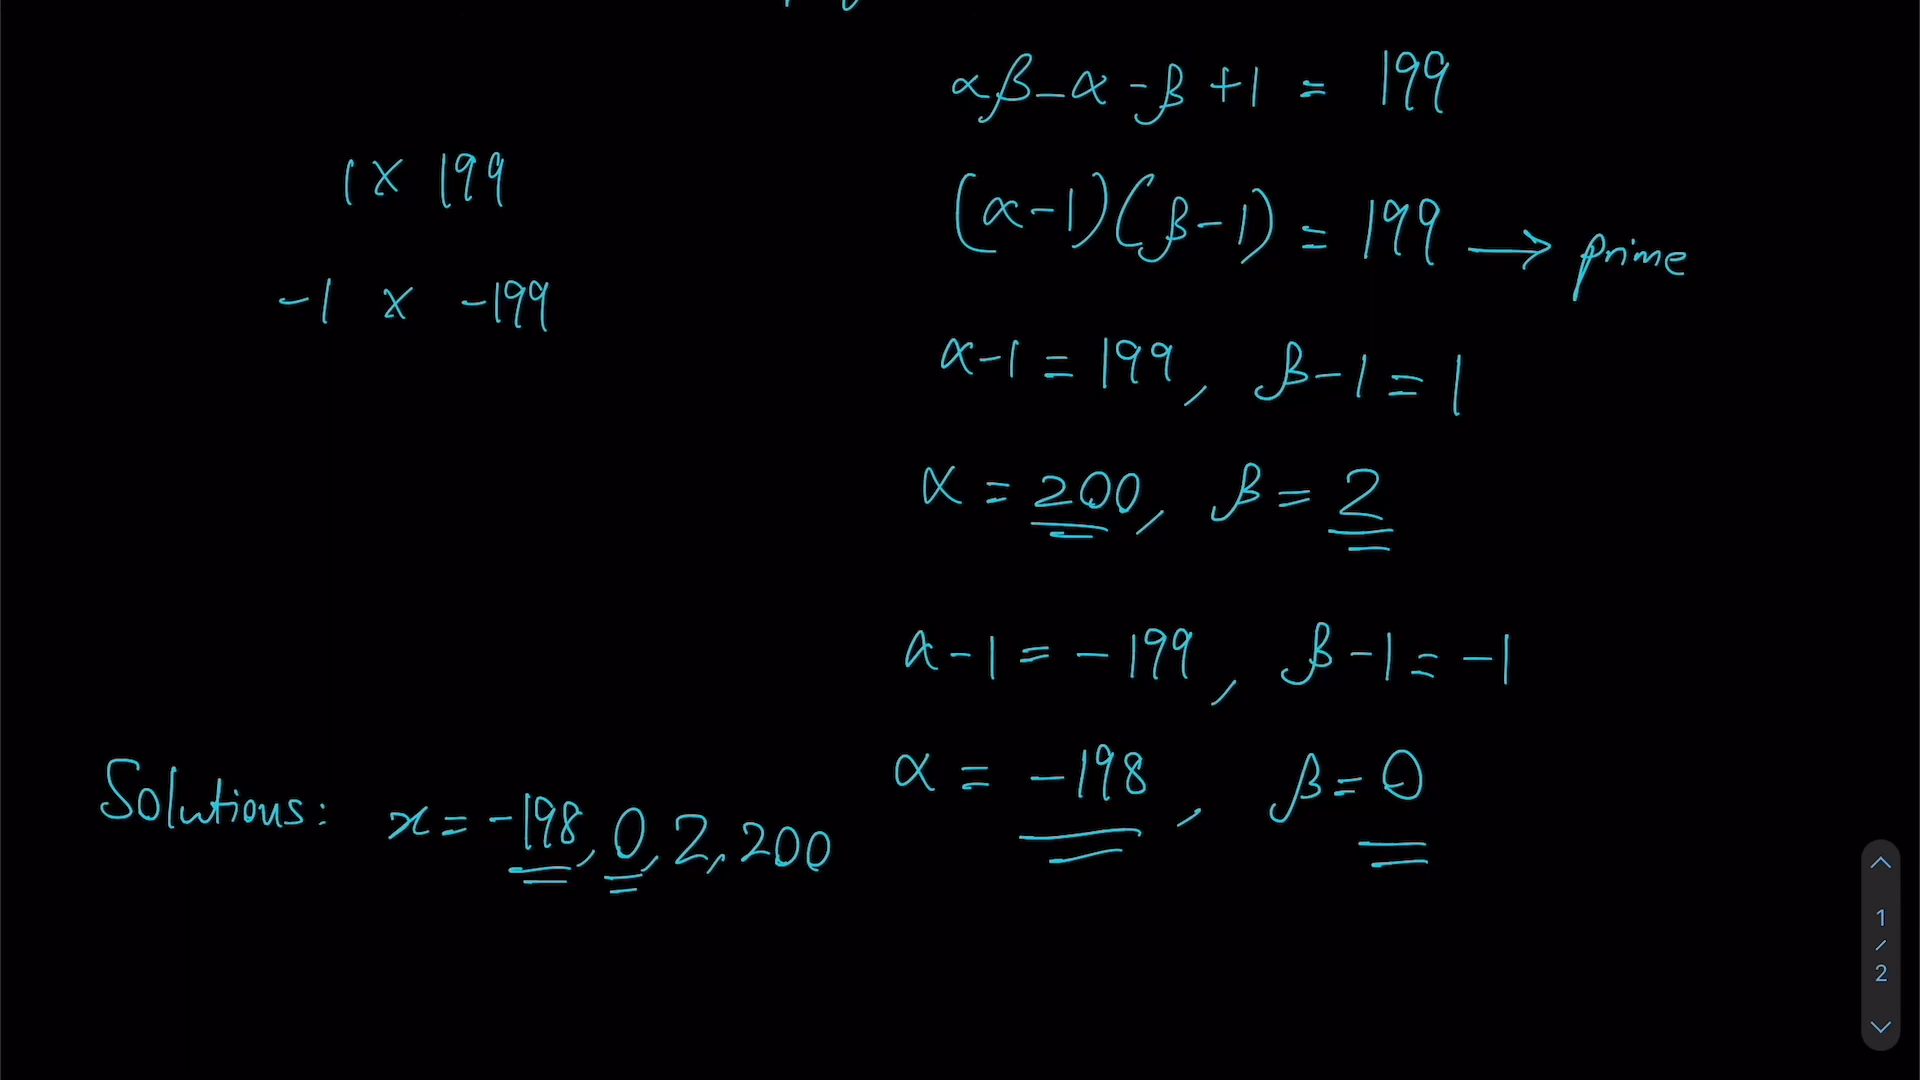 αβ-α-β+1 = 199
1 x 199
(α-1)(β-1) = 199 → prime
-1 x -199
α-1 = 199, β-1 = 1
α = 200, β = 2
α-1 = -199, β-1 = -1
α = -198, β = 0
Solutions: x = -198, 0, 2, 200
1
/
2